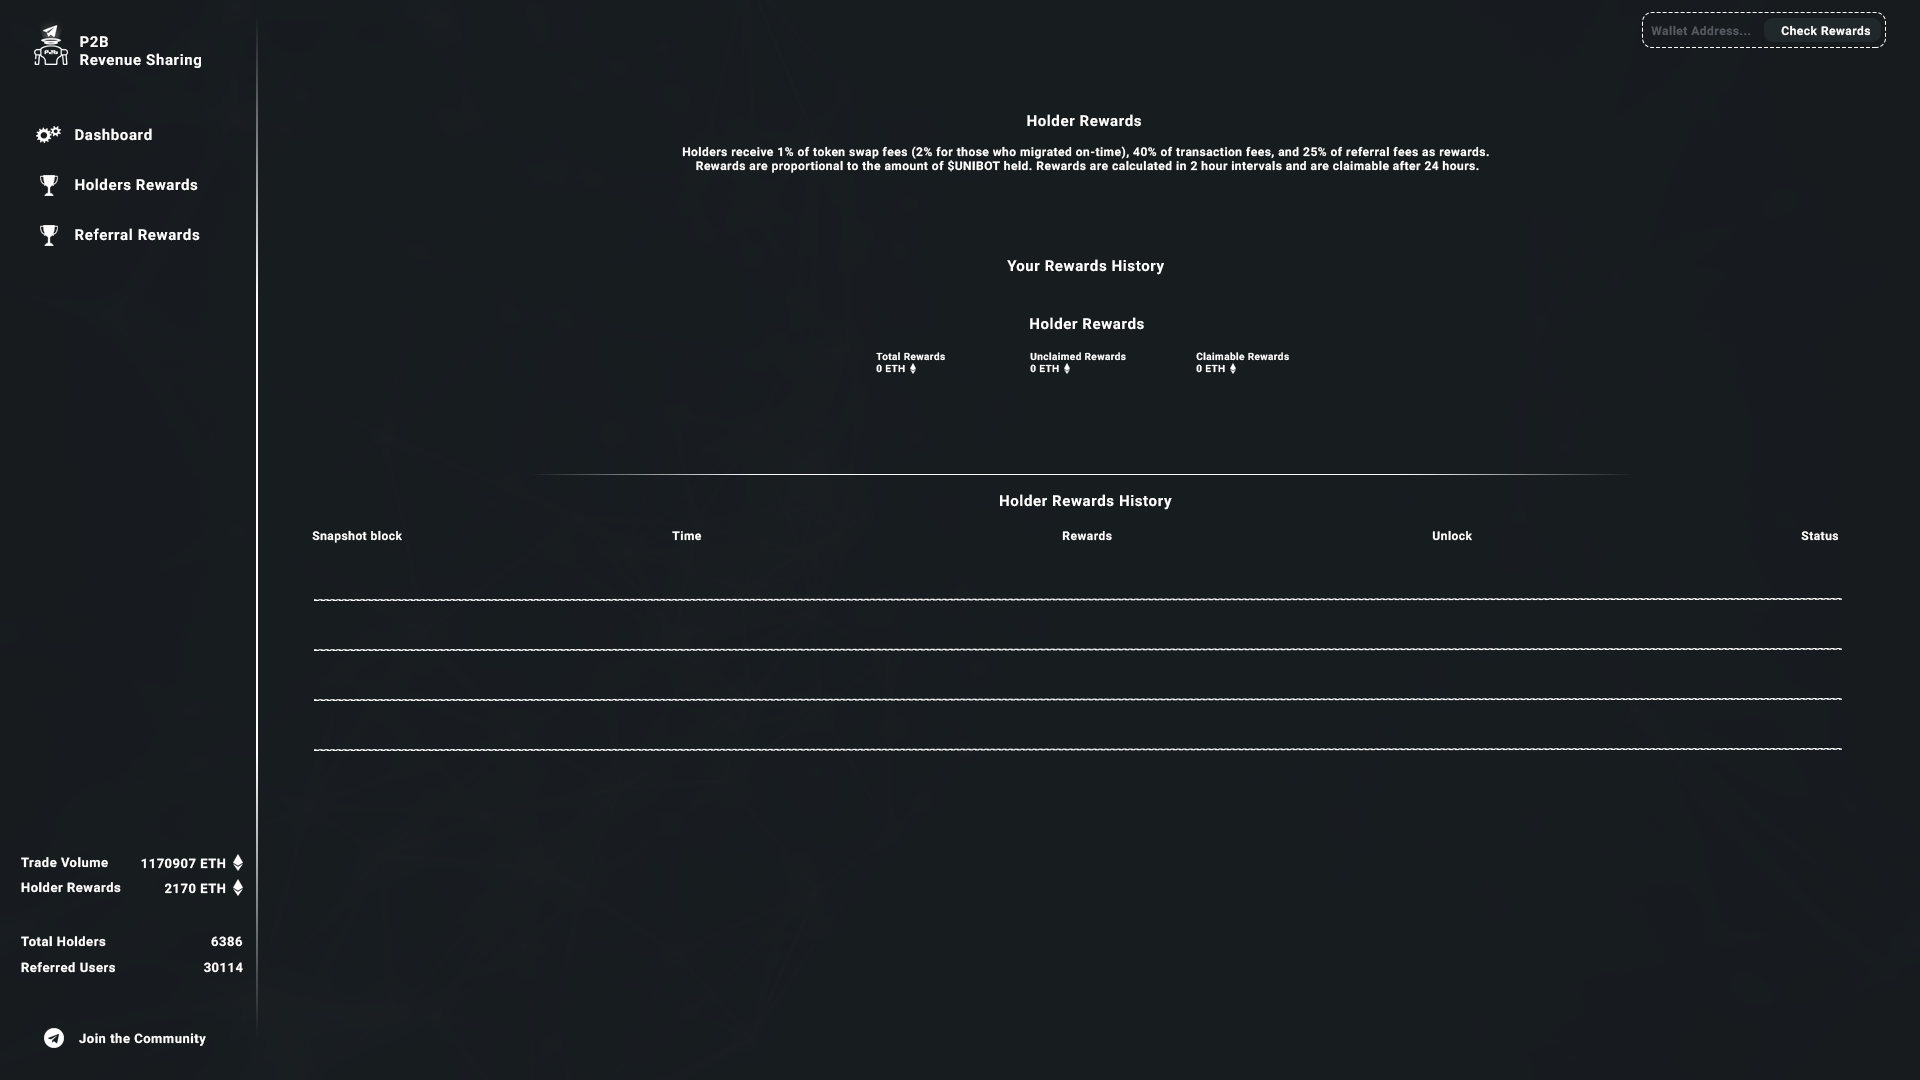 P2B
Revenue Sharing
Dashboard
Holders Rewards
Referral Rewards
Trade Volume 1170907 ETH
Holder Rewards 2170 ETH
Total Holders 6386
Referred Users 30114
Join the Community
Wallet Address... Check Rewards
Holder Rewards
Holders receive 1% of token swap fees (2% for those who migrated on-time), 40% of transaction fees, and 25% of referral fees as rewards.
Rewards are proportional to the amount of $UNIBOT held. Rewards are calculated in 2 hour intervals and are claimable after 24 hours.
Your Rewards History
Holder Rewards
Total Rewards Unclaimed Rewards Claimable Rewards
0 ETH 0 ETH 0 ETH
Holder Rewards History
Snapshot block Time Rewards Unlock Status